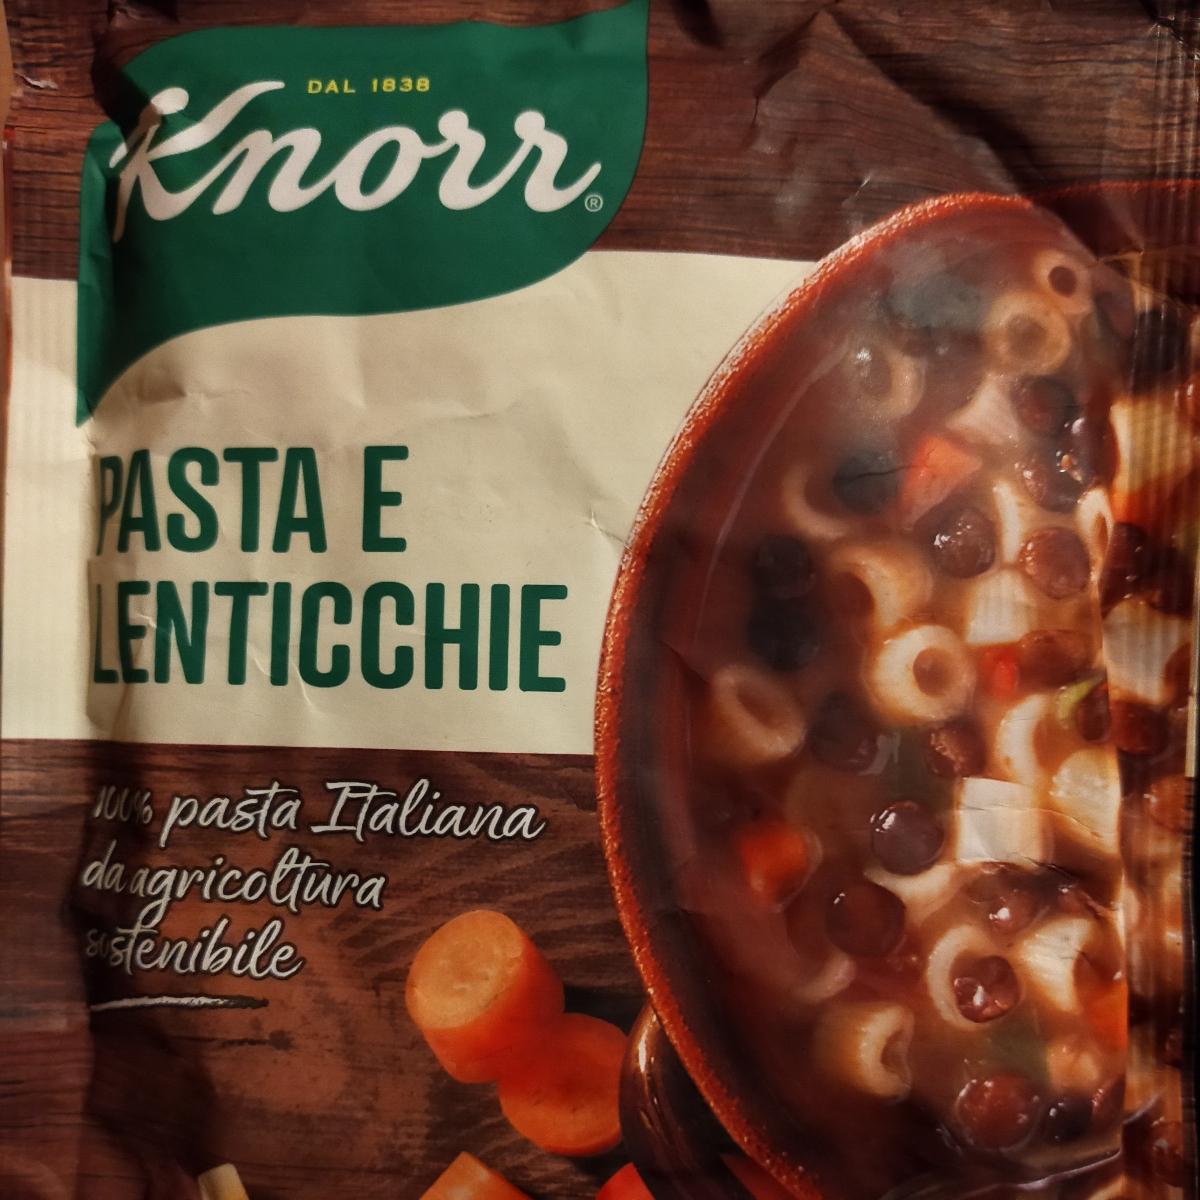 DAL 1838
Knorr®
PASTA E
LENTICCHIE
100% pasta Italiana
da agricoltura
sostenibile